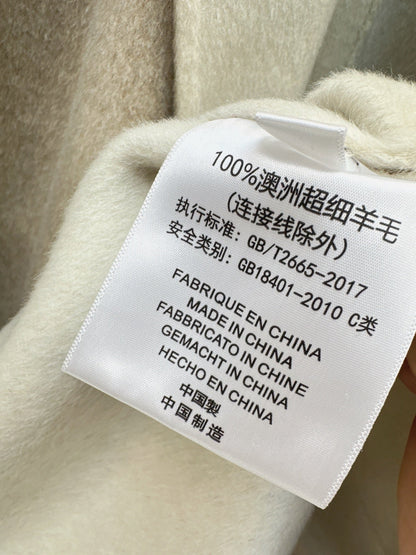 100%澳洲超细羊毛
(连接线除外)
执行标准: GB/T2665-2017
安全类别: GB18401-2010 C类
FABRIQUE EN CHINA
MADE IN CHINA
FABBRICATO IN CHINE
GEMACHT IN CHINA
HECHO EN CHINA
中国製
中国制造